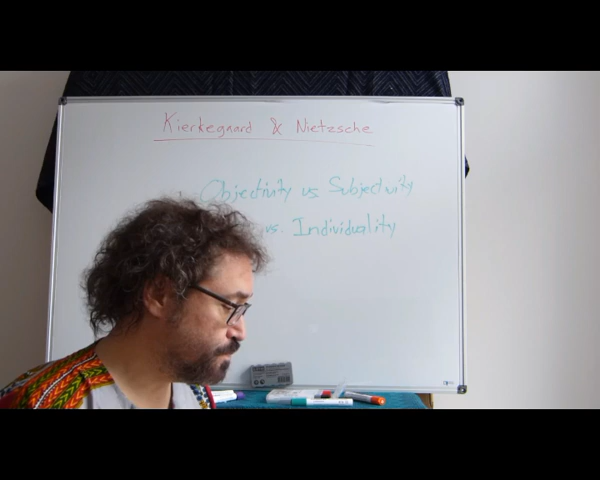 Kierkegaard & Nietzsche
Objectivity vs Subjectivity
vs. Individuality